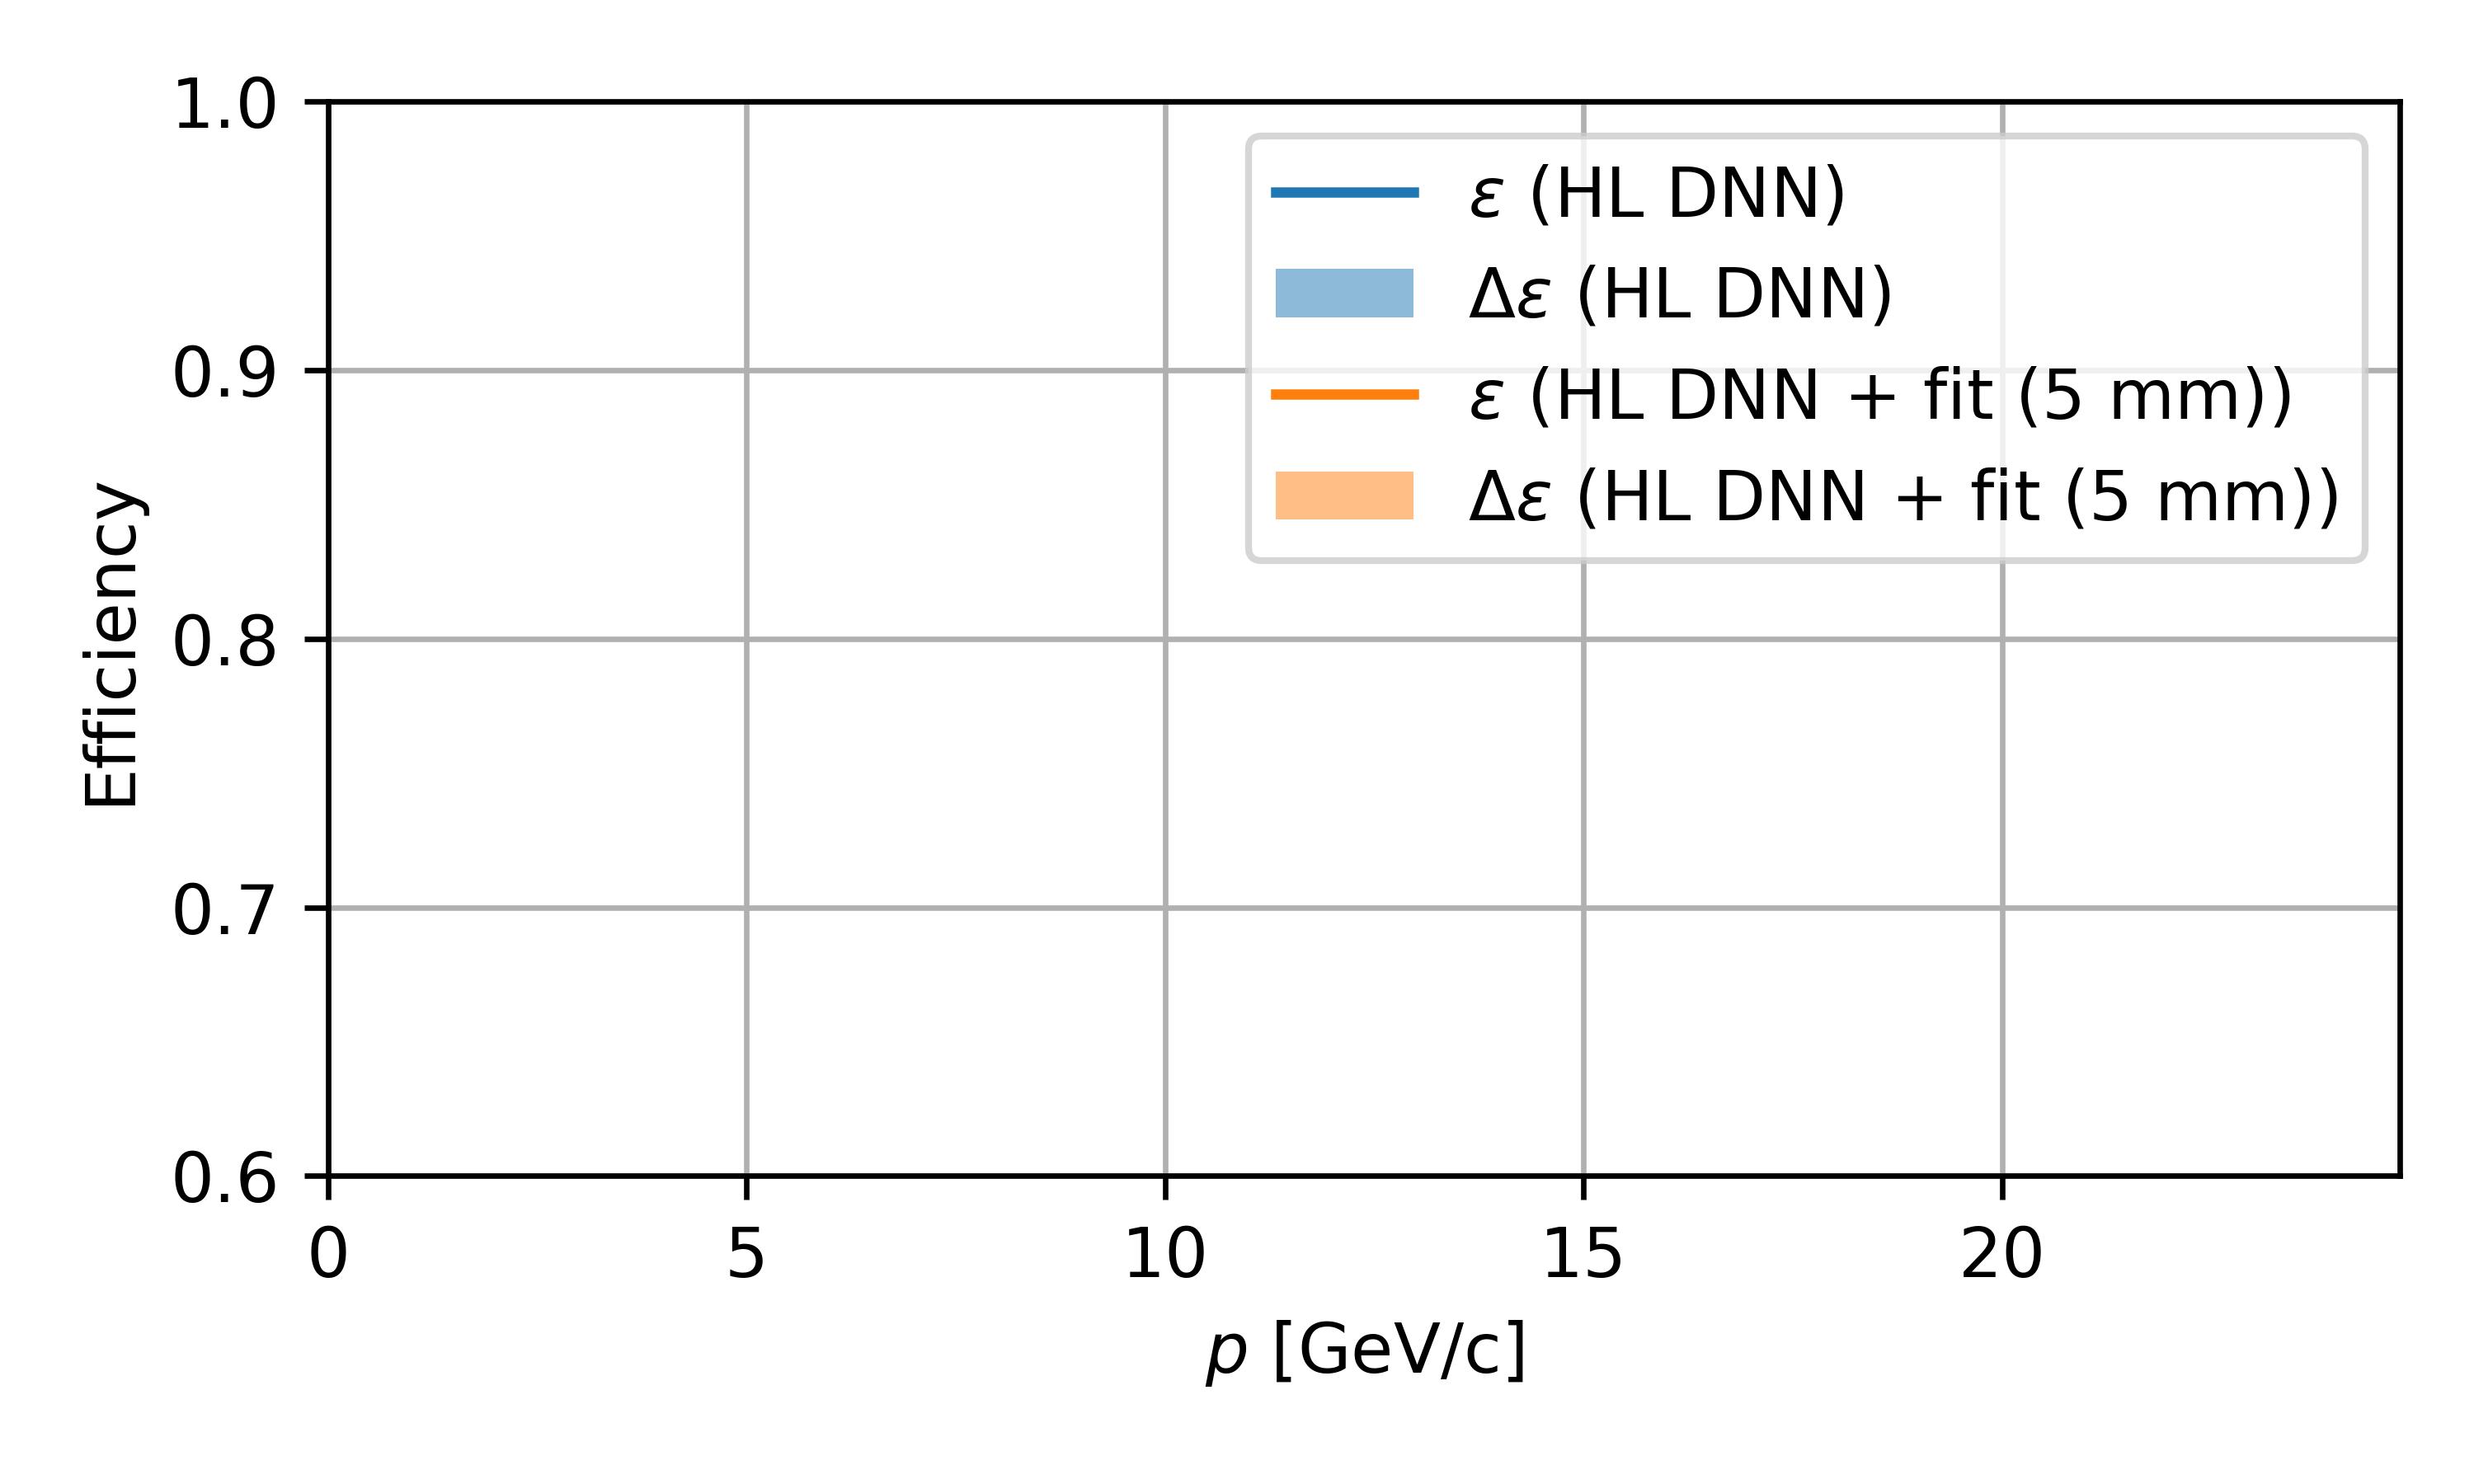 1.0
0.9
0.8
0.7
0.6
Efficiency
ε (HL DNN)
Δε (HL DNN)
ε (HL DNN + fit (5 mm))
Δε (HL DNN + fit (5 mm))
0 5 10 15 20
p [GeV/c]